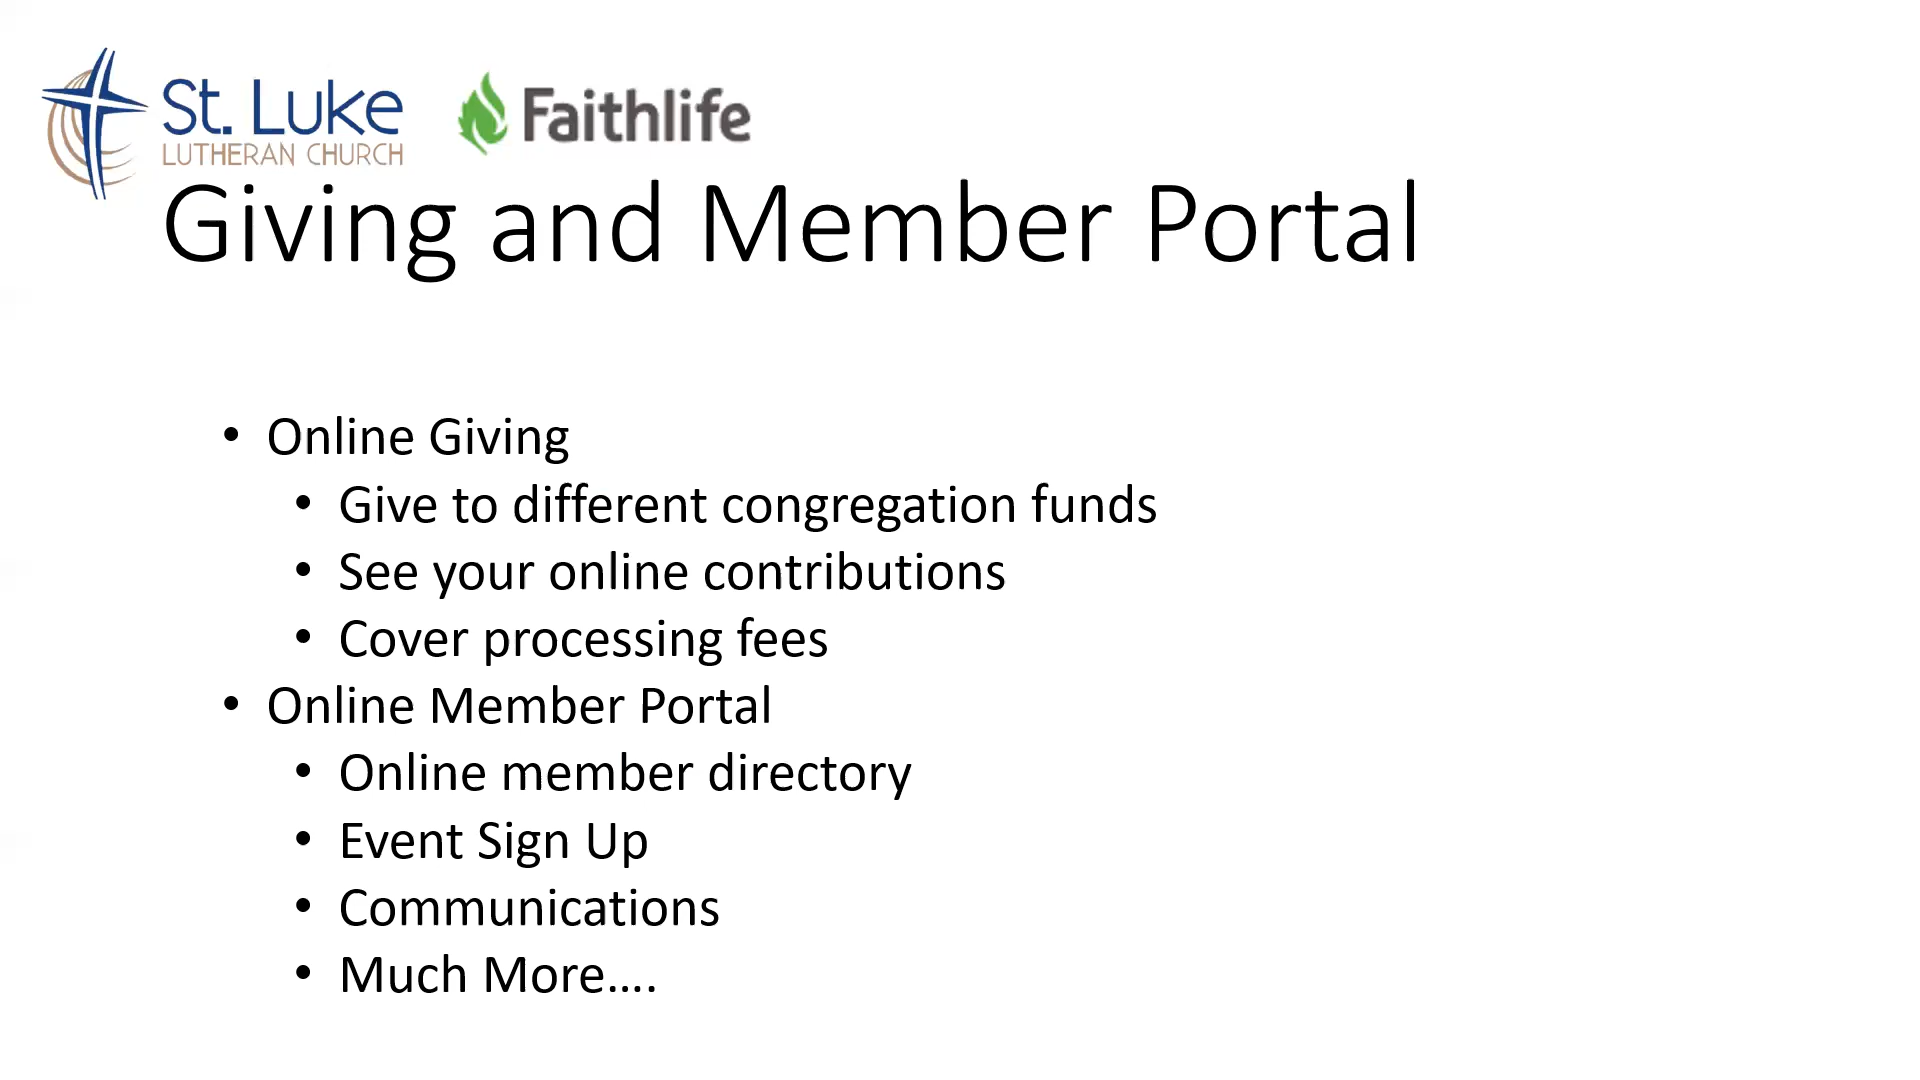 St. Luke
LUTHERAN CHURCH
Faithlife
Giving and Member Portal
• Online Giving
• Give to different congregation funds
• See your online contributions
• Cover processing fees
• Online Member Portal
• Online member directory
• Event Sign Up
• Communications
• Much More....